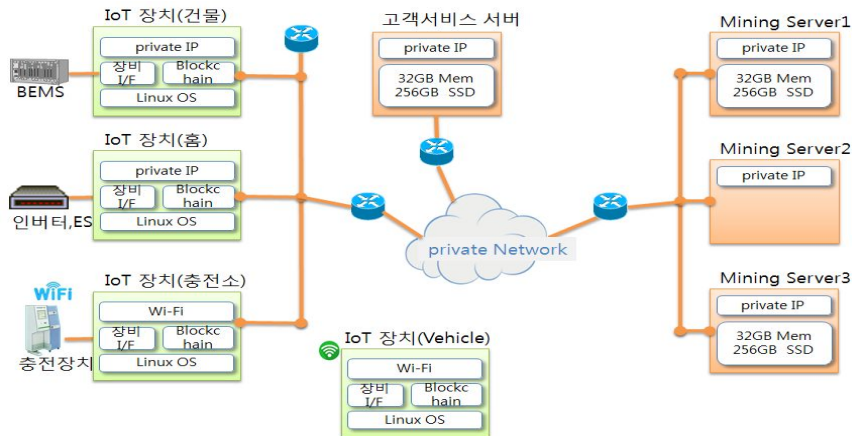 IoT 장치(건물)
private IP
장비
I/F
Blockc
hain
Linux OS
BEMS
IoT 장치(홈)
private IP
장비
I/F
Blockc
hain
Linux OS
인버터,ES
IoT 장치(충전소)
WiFi
Wi-Fi
장비
I/F
Blockc
hain
Linux OS
충전장치
고객서비스 서버
private IP
32GB Mem
256GB SSD
private Network
IoT 장치(Vehicle)
Wi-Fi
장비
I/F
Blockc
hain
Linux OS
Mining Server1
private IP
32GB Mem
256GB SSD
Mining Server2
private IP
Mining Server3
private IP
32GB Mem
256GB SSD